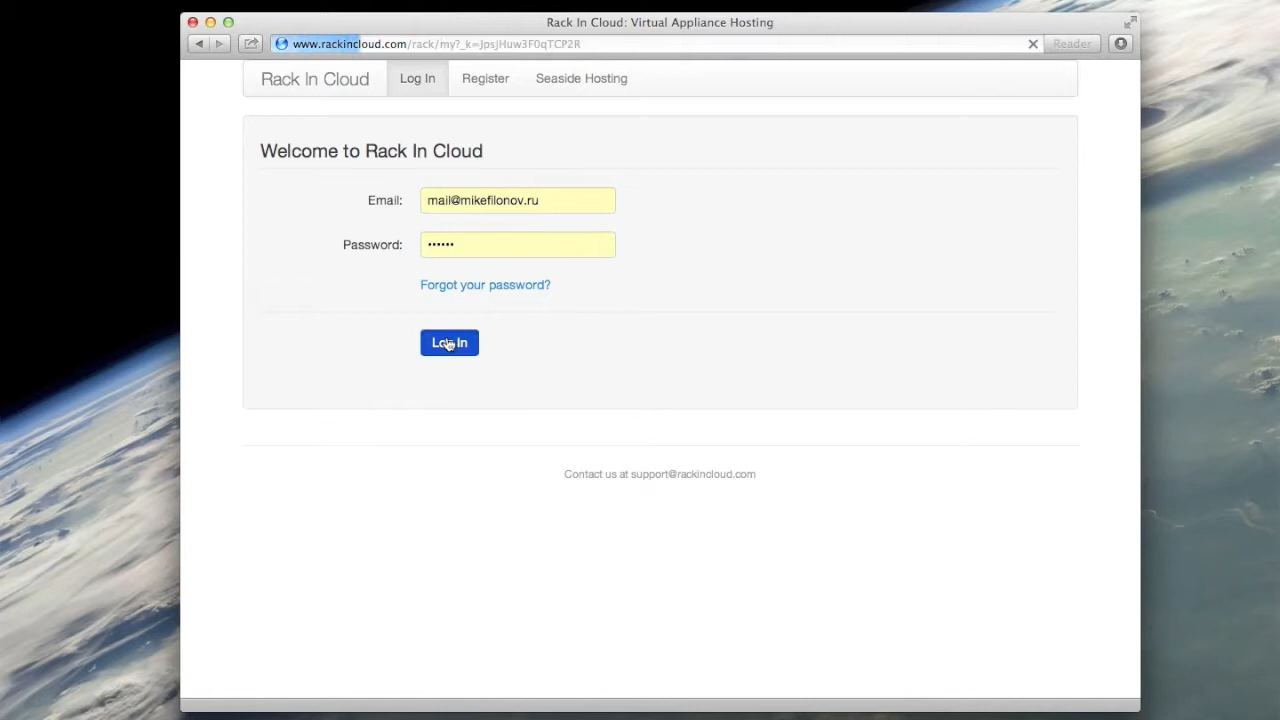 Rack In Cloud: Virtual Appliance Hosting
www.rackincloud.com/rack/my?_k=JpsJHuw3F0qTCP2R
Reader
Rack In Cloud
Log In
Register
Seaside Hosting
Welcome to Rack In Cloud
Email:
mail@mikefilonov.ru
Password:
••••••
Forgot your password?
Log In
Contact us at support@rackincloud.com